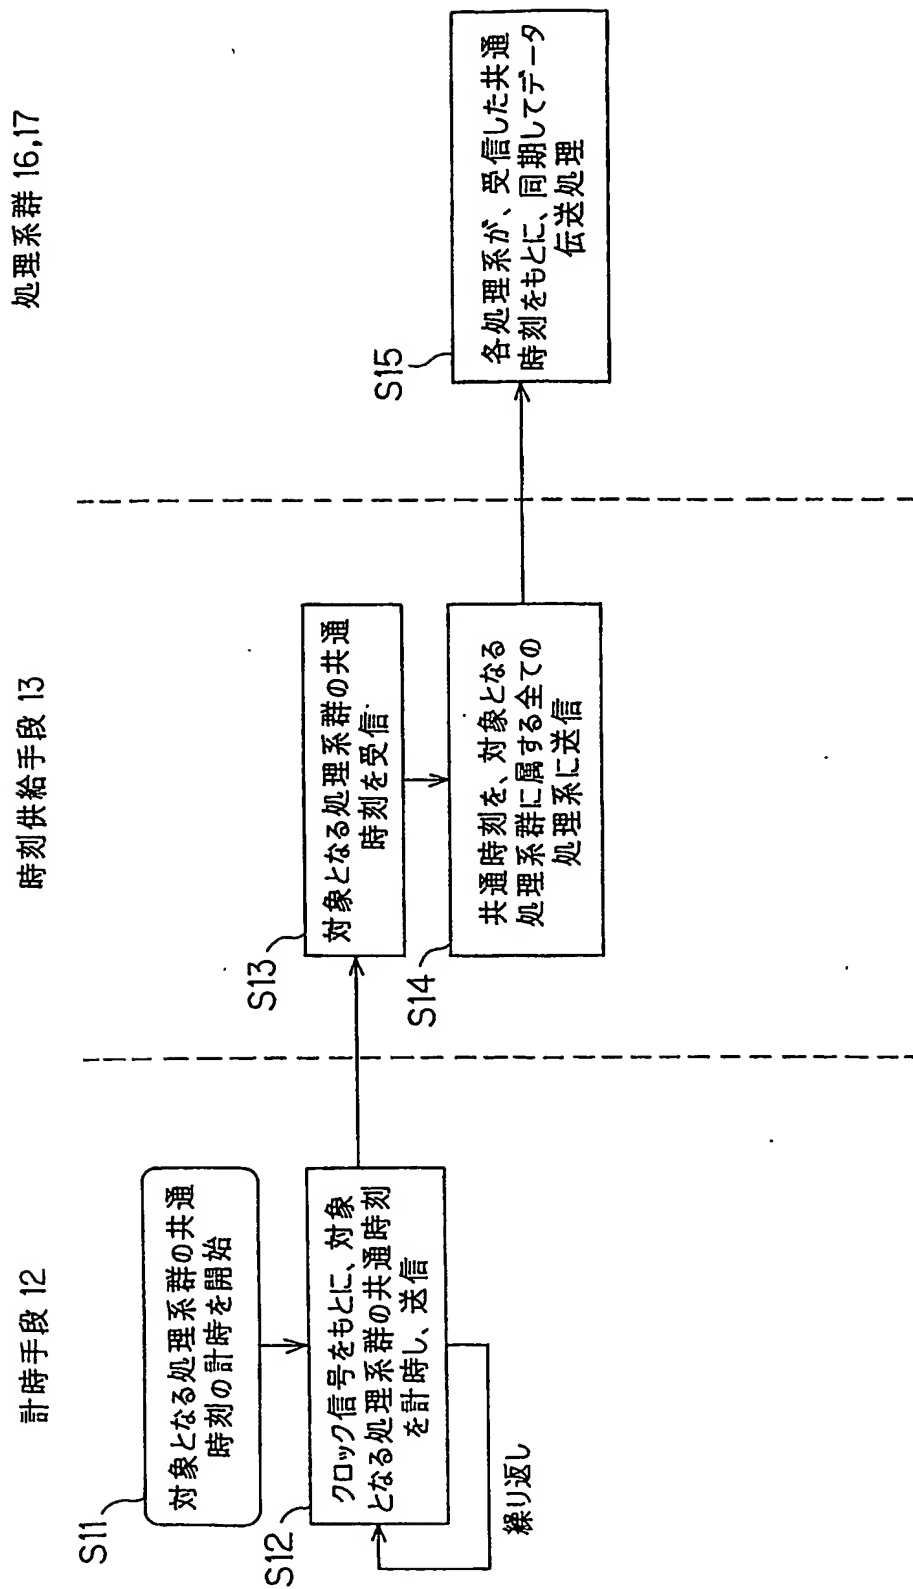 計時手段 12
時刻供給手段 13
処理系群 16,17
S11
対象となる処理系群の共通
時刻の計時を開始
S12
クロック信号をもとに、対象
となる処理系群の共通時刻
を計時し、送信
繰り返し
S13
対象となる処理系群の共通
時刻を受信
S14
共通時刻を、対象となる
処理系群に属する全ての
処理系に送信
S15
各処理系が、受信した共通
時刻をもとに、同期してデータ
伝送処理